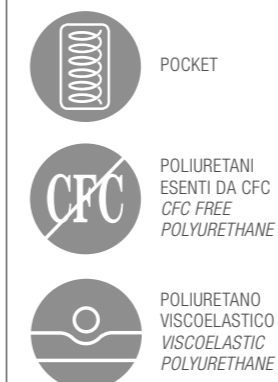 POCKET
CFC
POLIURETANI
ESENTI DA CFC
CFC FREE
POLYURETHANE
POLIURETANO
VISCOELASTICO
VISCOELASTIC
POLYURETHANE